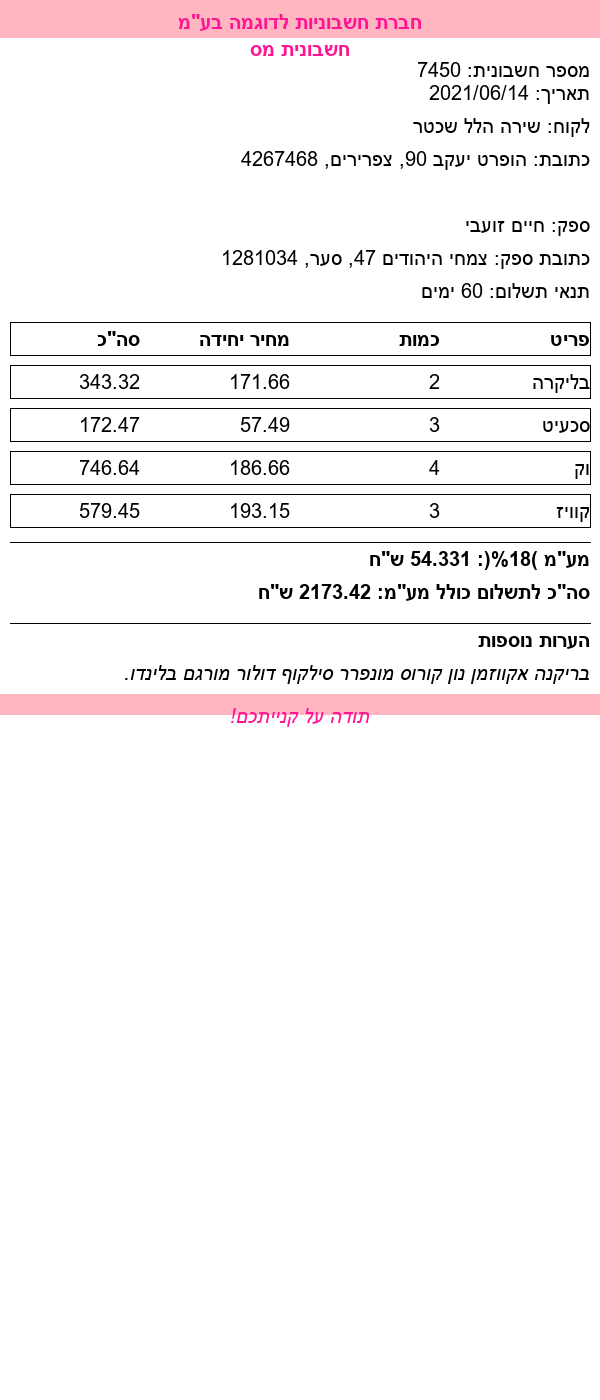 חברת חשבוניות לדוגמה בע"מ
חשבונית מס
מספר חשבונית: 7450
תאריך: 2021/06/14
לקוח: שירה הלל שכטר
כתובת: הופרט יעקב 90, צפרירים, 4267468
ספק: חיים זועבי
כתובת ספק: צמחי היהודים 47, סער, 1281034
תנאי תשלום: 60 ימים
פריט כמות מחיר יחידה סה"כ
בליקרה 2 171.66 343.32
סכעיט 3 57.49 172.47
וק 4 186.66 746.64
קוויז 3 193.15 579.45
מע"מ )18%(: 54.331 ש"ח
סה"כ לתשלום כולל מע"מ: 2173.42 ש"ח
הערות נוספות
בריקנה אקווזמן נון קורוס מונפרר סילקוף דולור מורגם בלינדו.
תודה על קנייתכם!